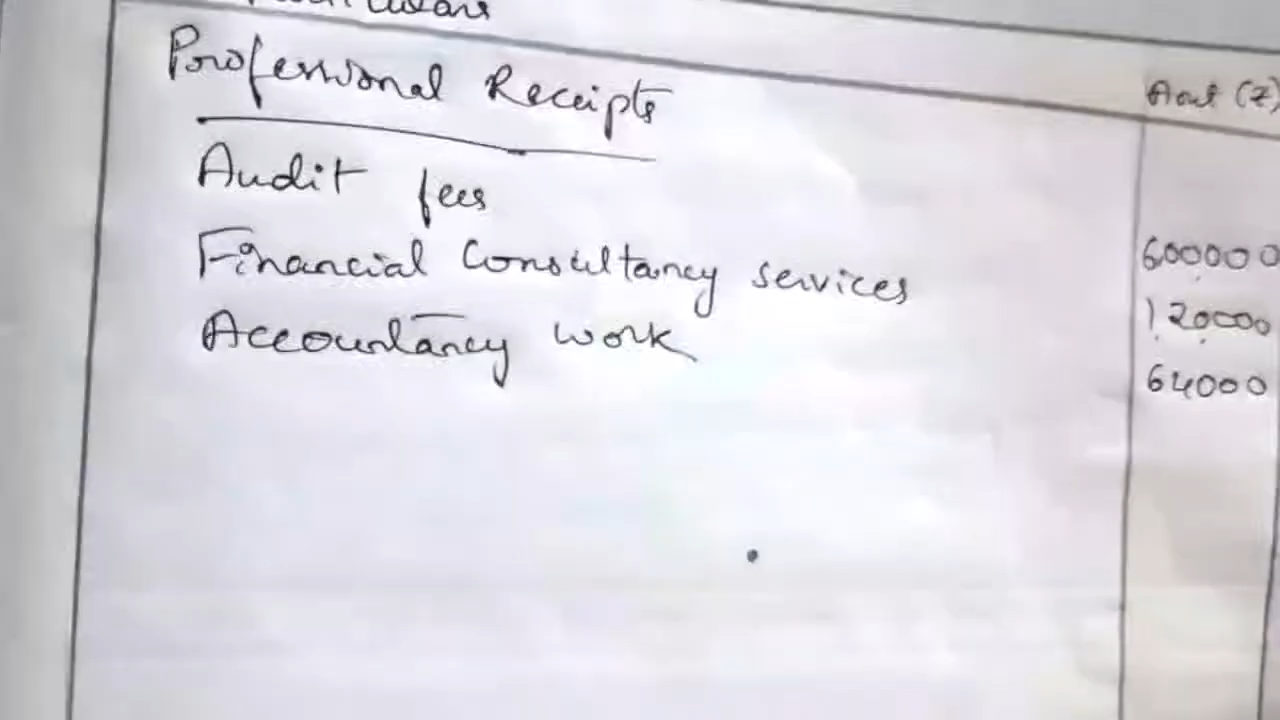 Professional Receipts
Amt (₹)
Audit fees 600000
Financial Consultancy services 120000
Accountancy work 64000